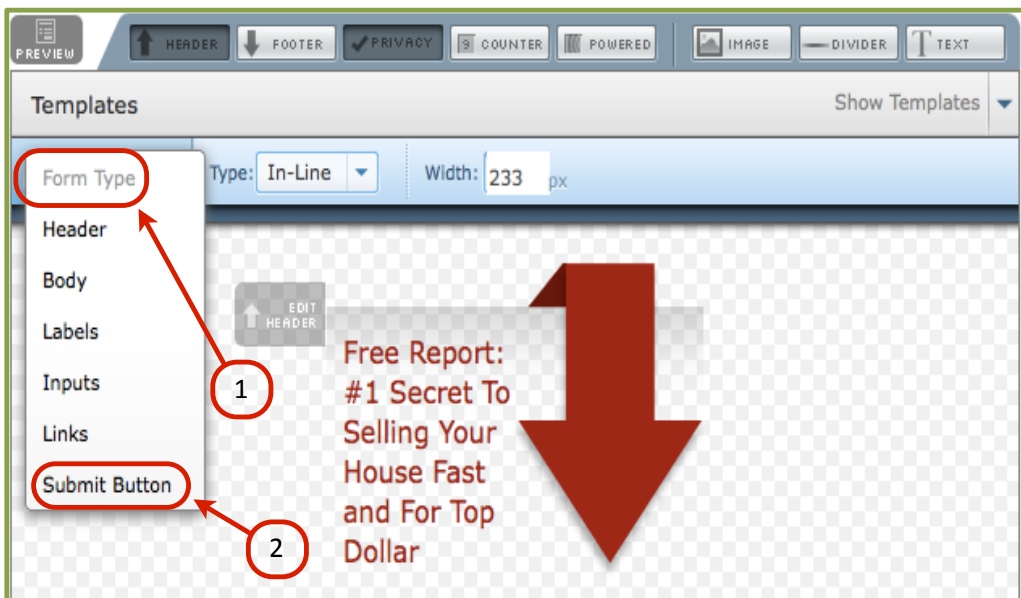 PREVIEW HEADER FOOTER PRIVACY 9 COUNTER POWERED IMAGE DIVIDER T TEXT
Templates Show Templates
Form Type Type: In-Line Width: 233 px
Header
Body
Labels
Inputs
Links
Submit Button
1
2
EDIT
HEADER
Free Report:
#1 Secret To
Selling Your
House Fast
and For Top
Dollar